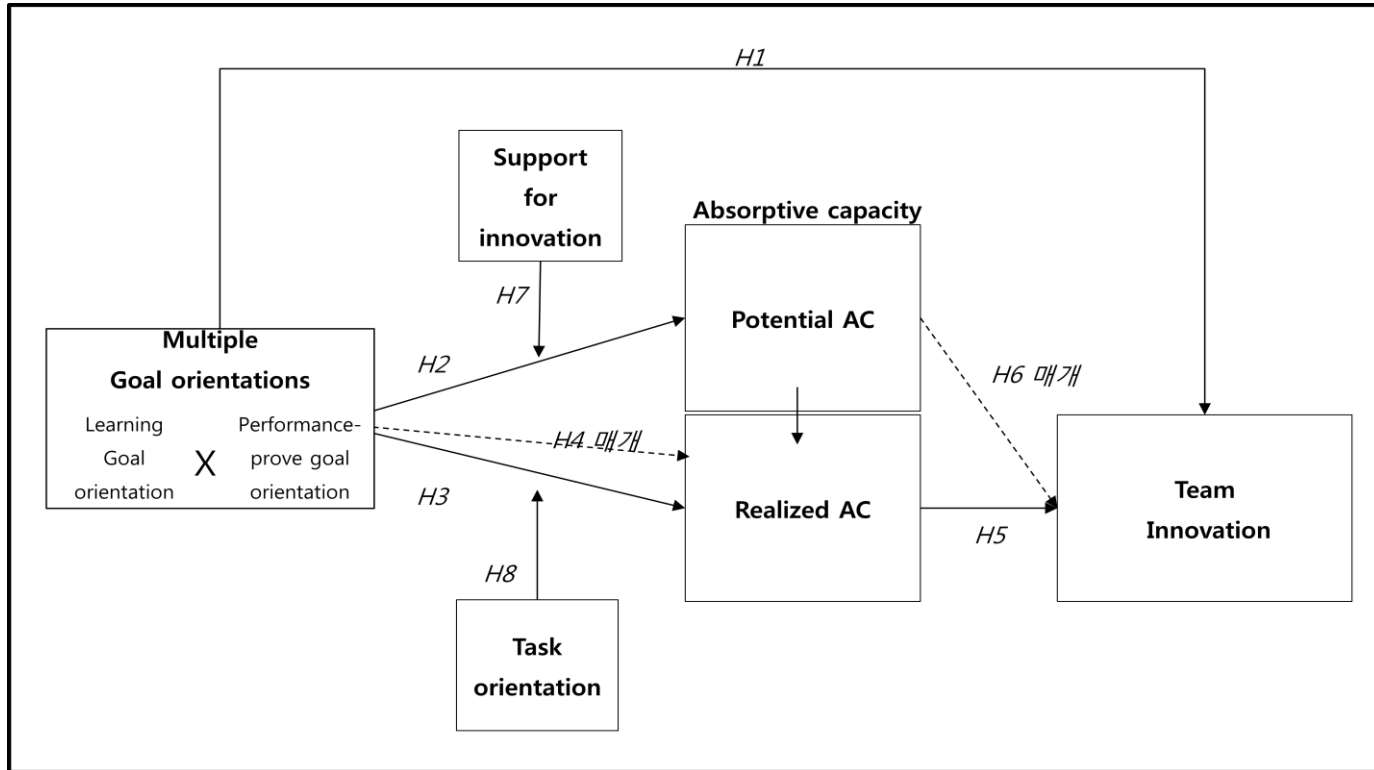 H1
Support
for
innovation
H7
Absorptive capacity
Potential AC
Multiple
Goal orientations
Learning
Goal
orientation
X
Performance-
prove goal
orientation
H2
H4 매개
H3
H6 매개
Realized AC
H5
Team
Innovation
H8
Task
orientation